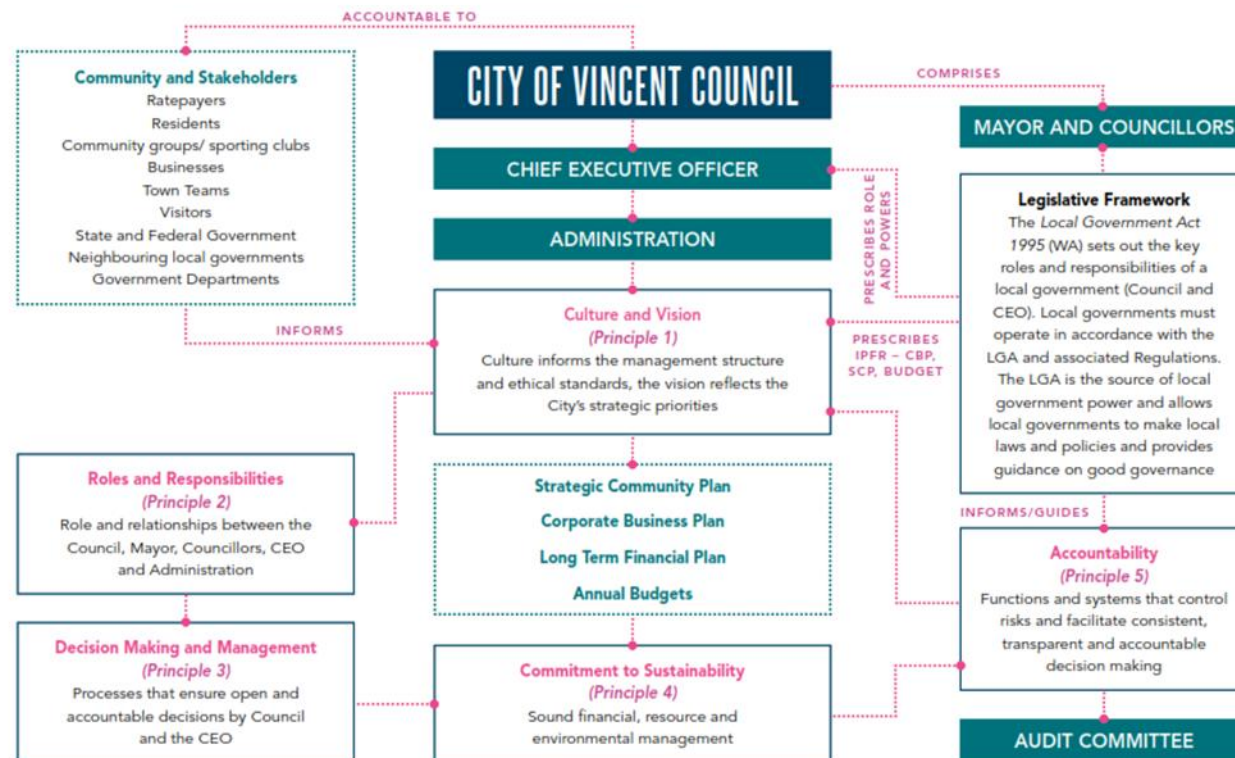 ACCOUNTABLE TO
Community and Stakeholders
Ratepayers
Residents
Community groups/ sporting clubs
Businesses
Town Teams
Visitors
State and Federal Government
Neighbouring local governments
Government Departments
CITY OF VINCENT COUNCIL
COMPRISES
MAYOR AND COUNCILLORS
CHIEF EXECUTIVE OFFICER
ADMINISTRATION
PRESCRIBES ROLE
AND POWERS
Legislative Framework
The Local Government Act
1995 (WA) sets out the key
roles and responsibilities of a
local government (Council and
CEO). Local governments must
operate in accordance with the
LGA and associated Regulations.
The LGA is the source of local
government power and allows
local governments to make local
laws and policies and provides
guidance on good governance
INFORMS
Culture and Vision
(Principle 1)
Culture informs the management structure
and ethical standards, the vision reflects the
City's strategic priorities
PRESCRIBES
IPFR – CBP,
SCP, BUDGET
Roles and Responsibilities
(Principle 2)
Role and relationships between the
Council, Mayor, Councillors, CEO
and Administration
Strategic Community Plan
Corporate Business Plan
Long Term Financial Plan
Annual Budgets
INFORMS/GUIDES
Accountability
(Principle 5)
Functions and systems that control
risks and facilitate consistent,
transparent and accountable
decision making
Decision Making and Management
(Principle 3)
Processes that ensure open and
accountable decisions by Council
and the CEO
Commitment to Sustainability
(Principle 4)
Sound financial, resource and
environmental management
AUDIT COMMITTEE